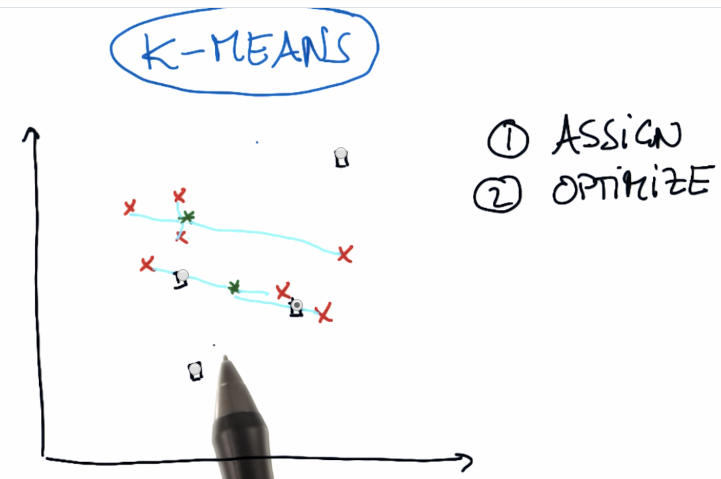 K-MEANS
① ASSIGN
② OPTIMIZE